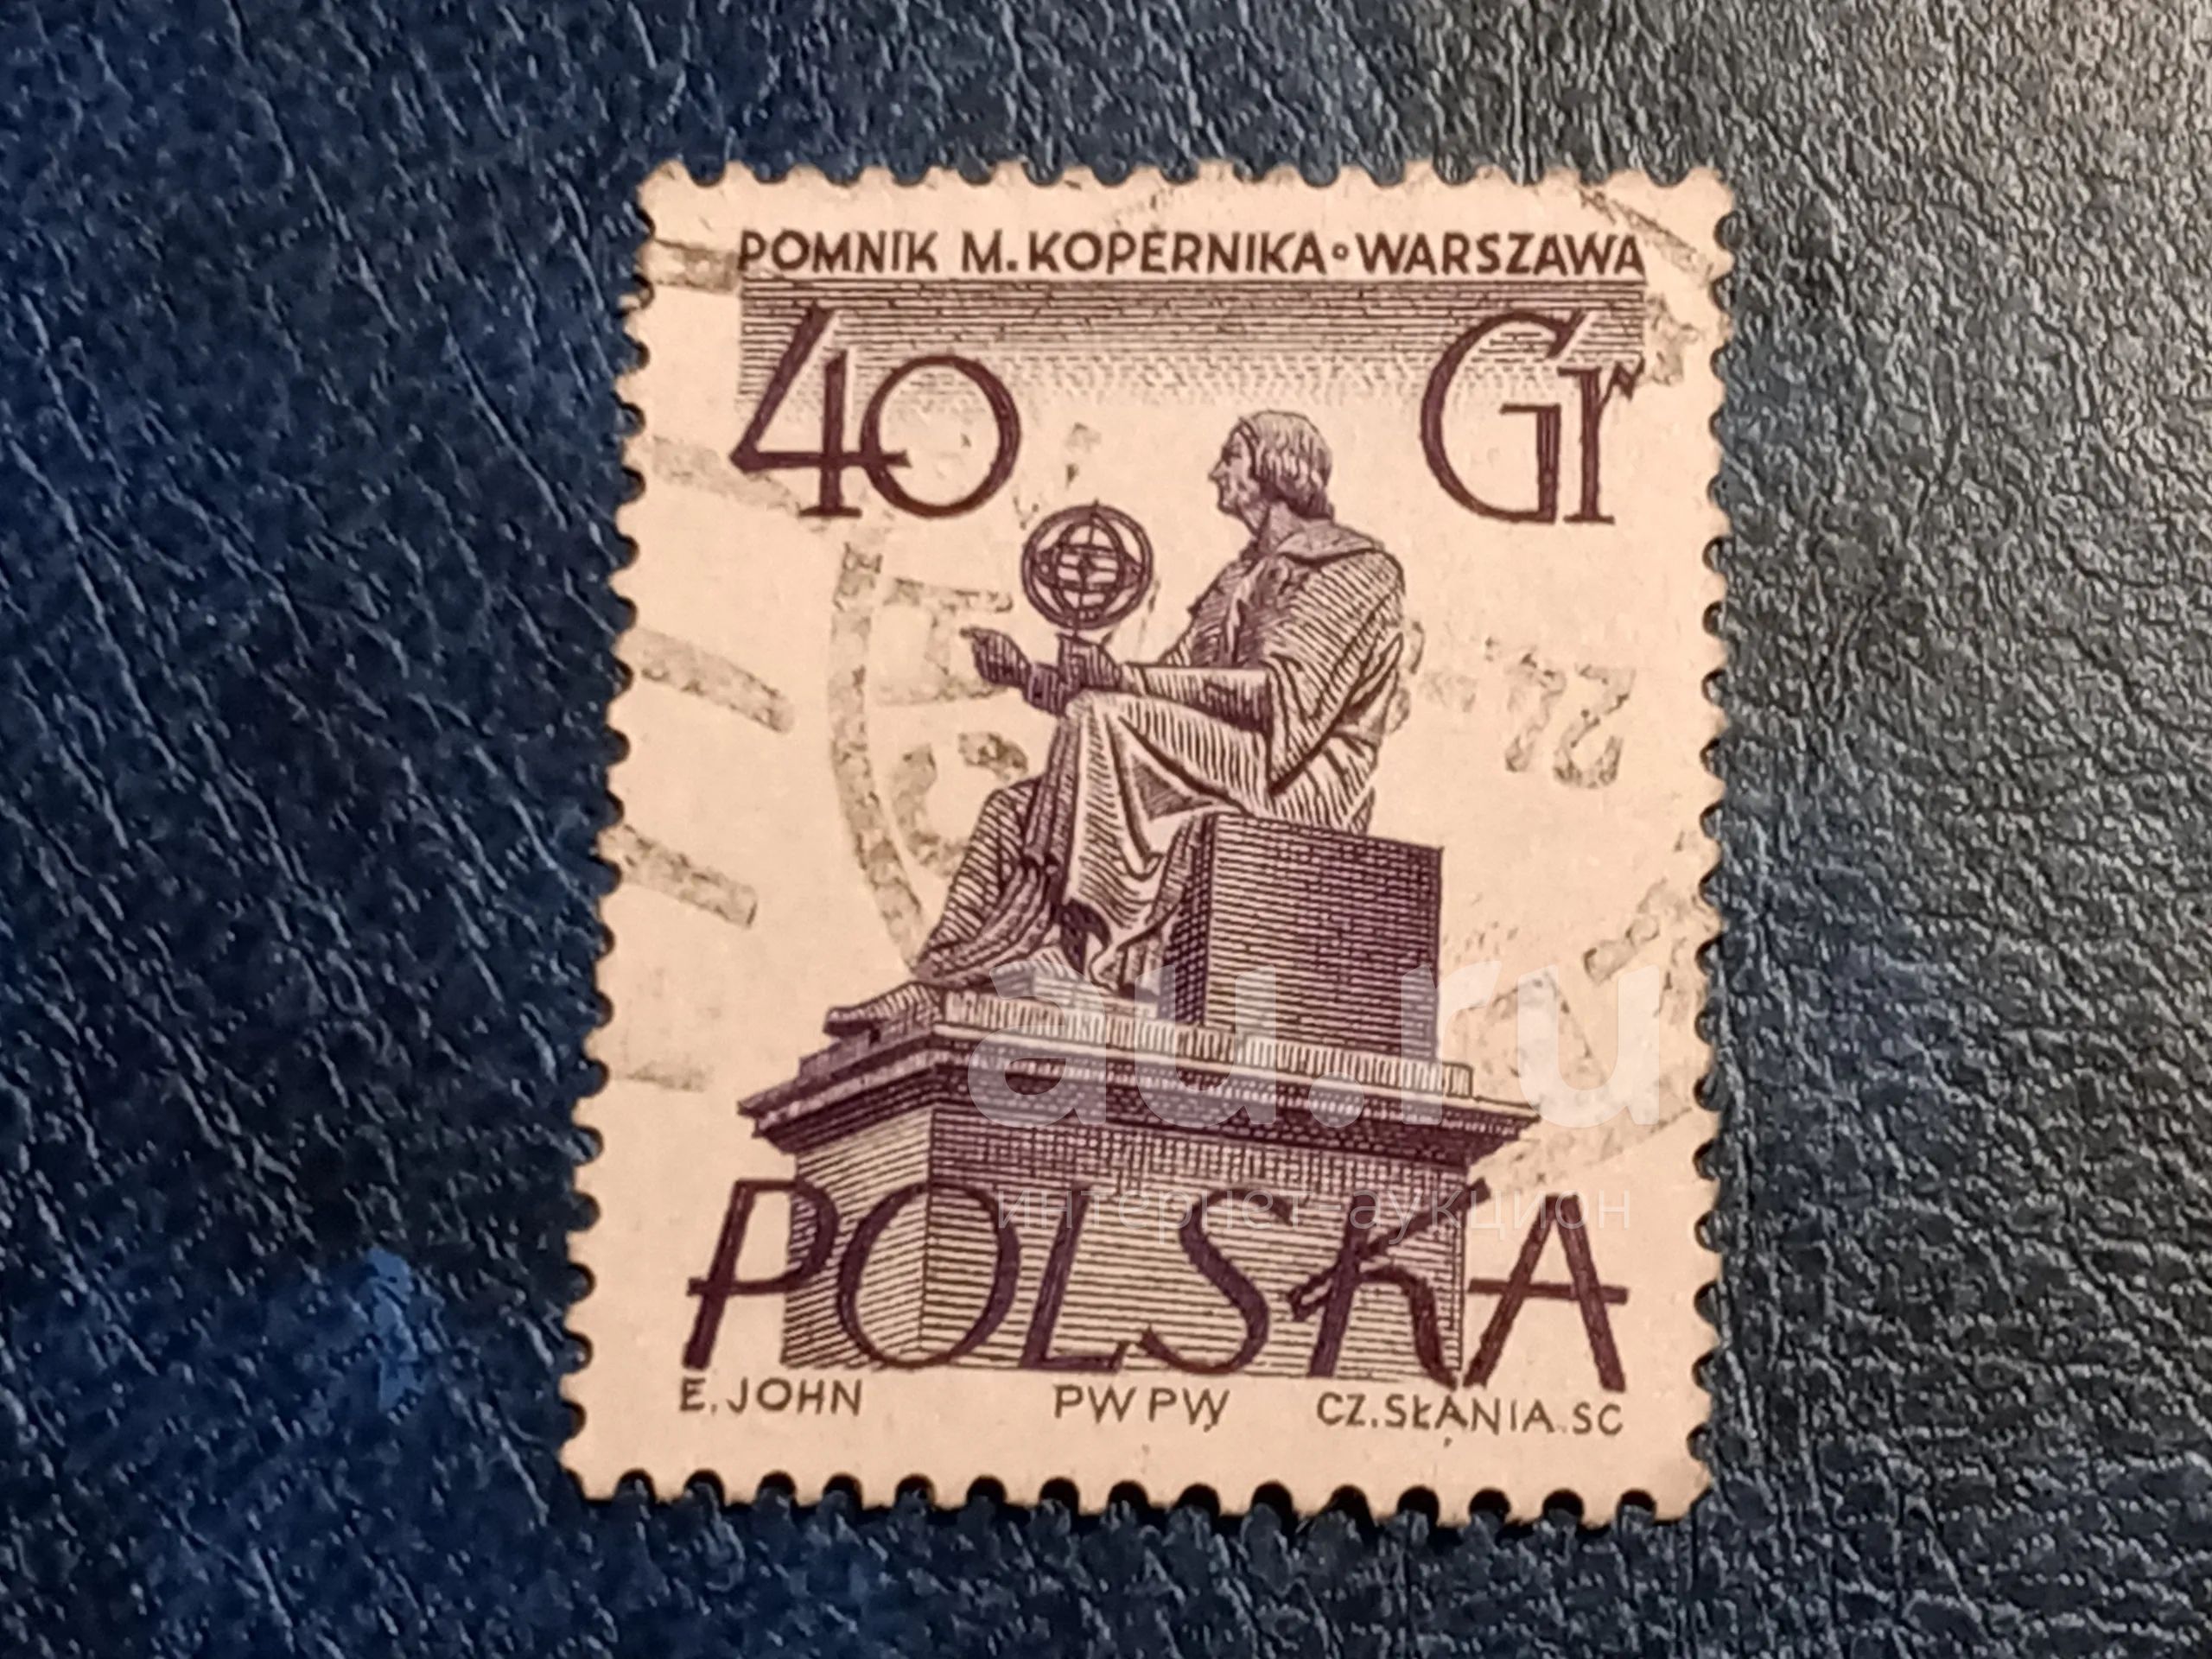 POMNIK M. KOPERNIKA • WARSZAWA
40 Gr
au.ru
интернет-аукцион
POLSKA
E. JOHN PWPW CZ. SŁANIA. SC